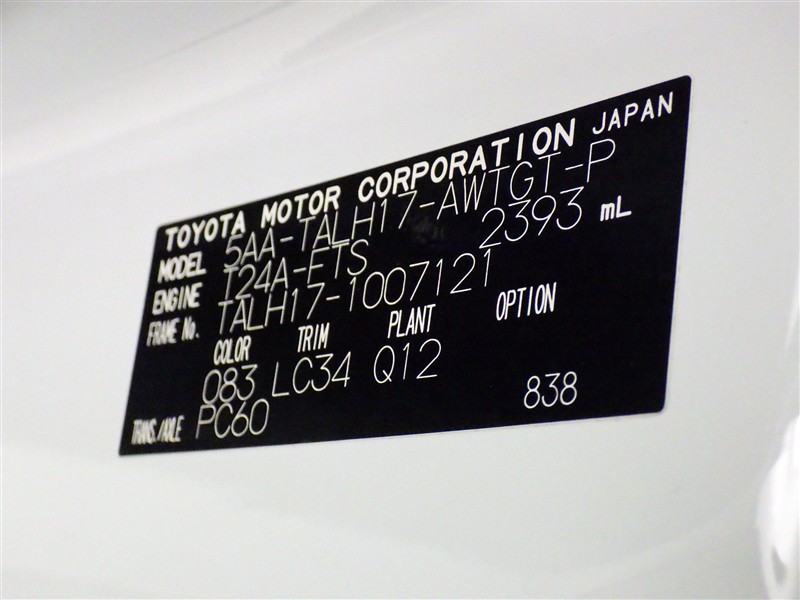 TOYOTA MOTOR CORPORATION JAPAN
MODEL 5AA-TALH17-AWTGT-P
ENGINE T24A-FTS 2393 mL
FRAME No. TALH17-1007121
COLOR TRIM PLANT OPTION
083 LC34 Q12
TRANS./AXLE PC60 838